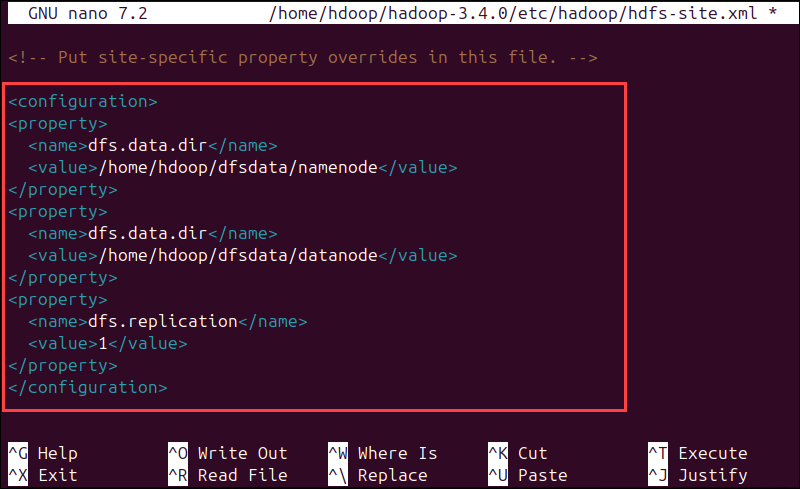 GNU nano 7.2 /home/hdoop/hadoop-3.4.0/etc/hadoop/hdfs-site.xml *
<!-- Put site-specific property overrides in this file. -->
<configuration>
<property>
  <name>dfs.data.dir</name>
  <value>/home/hdoop/dfsdata/namenode</value>
</property>
<property>
  <name>dfs.data.dir</name>
  <value>/home/hdoop/dfsdata/datanode</value>
</property>
<property>
  <name>dfs.replication</name>
  <value>1</value>
</property>
</configuration>
^G Help ^O Write Out ^W Where Is ^K Cut ^T Execute
^X Exit ^R Read File ^\ Replace ^U Paste ^J Justify